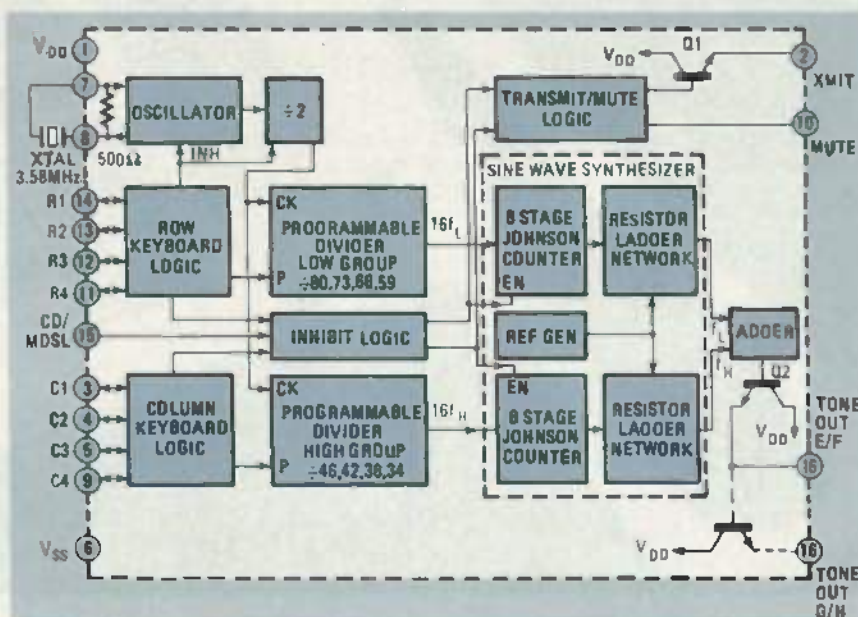 VDD 1
7
8
XTAL
3.58MHz
500Ω
OSCILLATOR
÷2
INH
TRANSMIT/MUTE
LOGIC
VDD
Q1
2
XMIT
10
MUTE
R1 14
R2 13
R3 12
R4 11
ROW
KEYBOARD
LOGIC
CK
PROGRAMMABLE
DIVIDER
LOW GROUP
÷80,73,66,59
P
16fL
SINE WAVE SYNTHESIZER
8 STAGE
JOHNSON
COUNTER
EN
RESISTOR
LADDER
NETWORK
CD/
MDSL
15
INHIBIT LOGIC
REF GEN
fL
fH
ADDER
Q2
C1 3
C2 4
C3 5
C4 9
COLUMN
KEYBOARD
LOGIC
CK
PROGRAMMABLE
DIVIDER
HIGH GROUP
÷46,42,38,34
P
16fH
EN
8 STAGE
JOHNSON
COUNTER
RESISTOR
LADDER
NETWORK
VDD
TONE
OUT
E/F
16
VSS 6
VDD
16
TONE
OUT
G/H